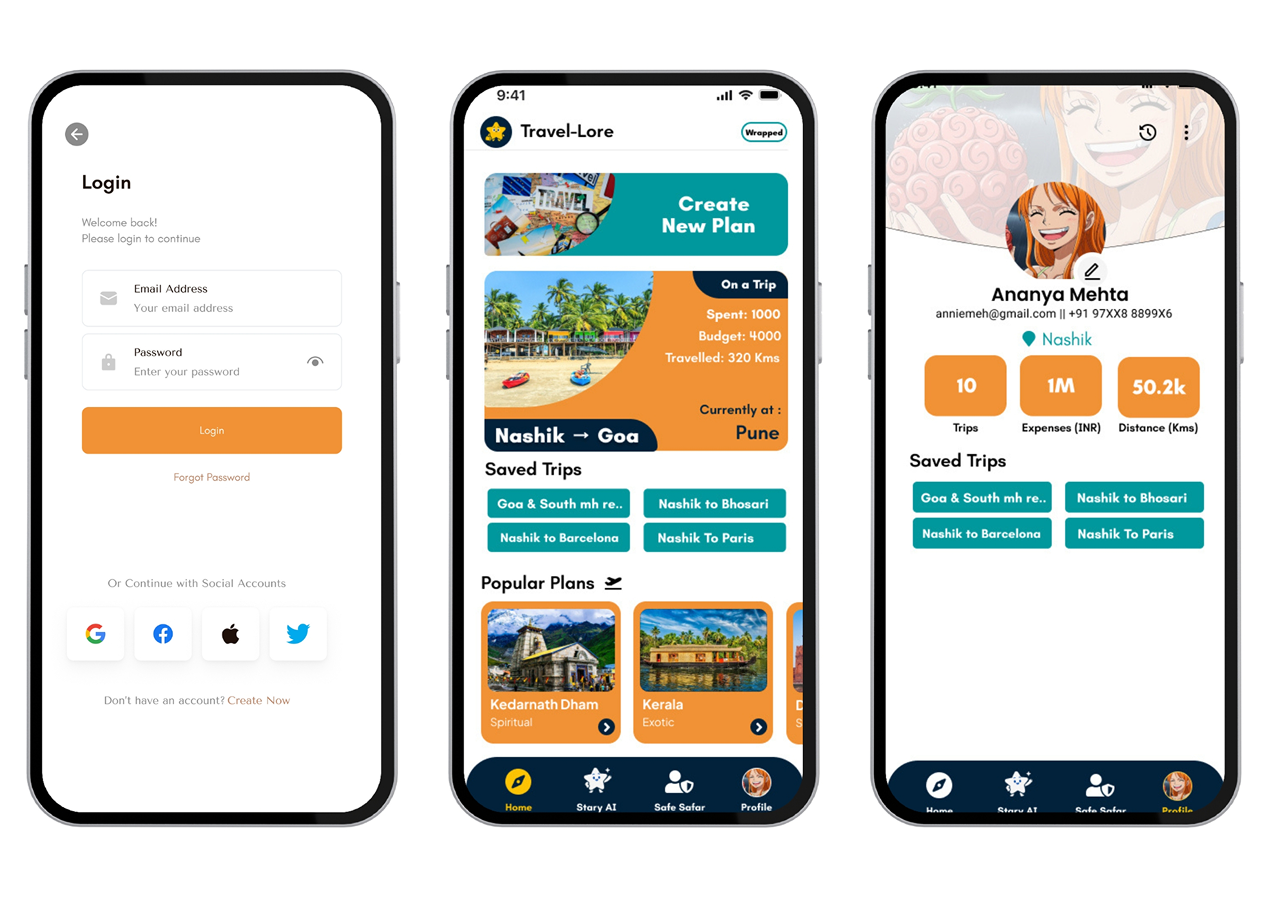 Login
Welcome back!
Please login to continue
Email Address
Your email address
Password
Enter your password
Login
Forgot Password
Or Continue with Social Accounts
Don't have an account? Create Now
9:41
Travel-Lore
Wrapped
TRAVEL
Create
New Plan
On a Trip
Spent: 1000
Budget: 4000
Travelled: 320 Kms
Currently at :
Pune
Nashik → Goa
Saved Trips
Goa & South mh re..
Nashik to Bhosari
Nashik to Barcelona
Nashik To Paris
Popular Plans
Kedarnath Dham
Spiritual
Kerala
Exotic
Home
Stary AI
Safe Safar
Profile
9:41
Ananya Mehta
anniemeh@gmail.com || +91 97XX8 8899X6
Nashik
10
1M
50.2k
Trips
Expenses (INR)
Distance (Kms)
Saved Trips
Goa & South mh re..
Nashik to Bhosari
Nashik to Barcelona
Nashik To Paris
Home
Stary AI
Safe Safar
Profile